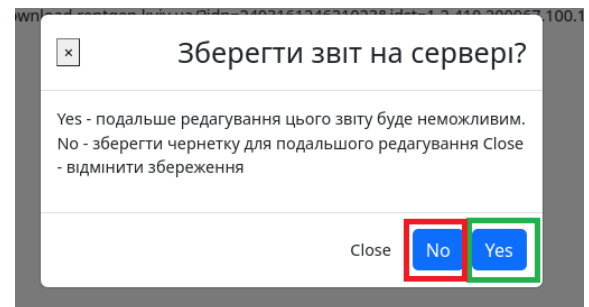 × Зберегти звіт на сервері?
Yes - подальше редагування цього звіту буде неможливим.
No - зберегти чернетку для подальшого редагування Close
- відмінити збереження
Close No Yes